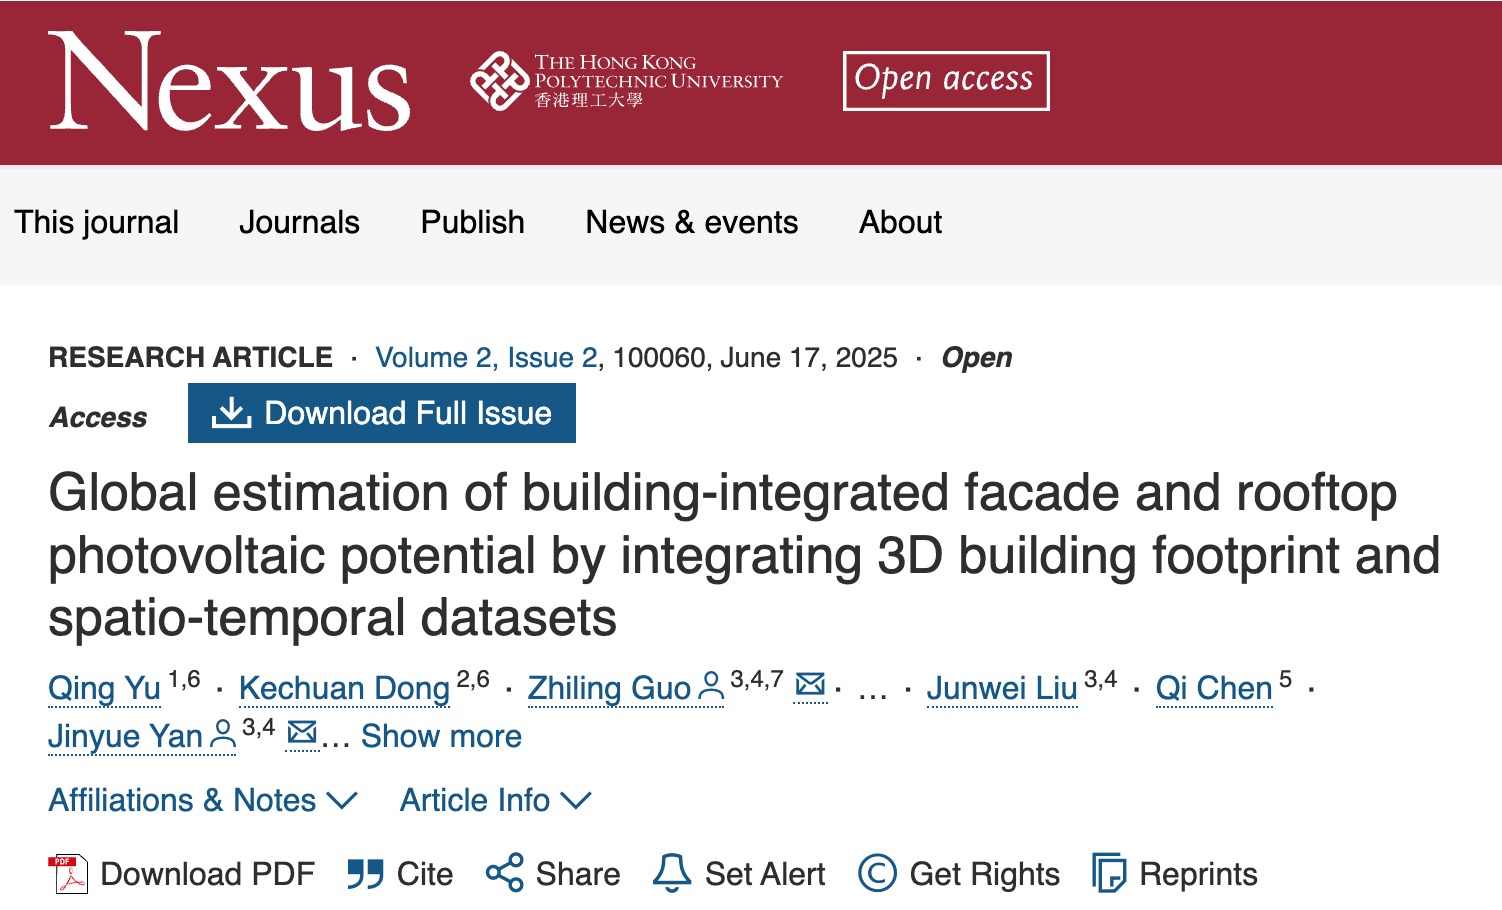 Nexus
THE HONG KONG
POLYTECHNIC UNIVERSITY
香港理工大學
Open access
This journal Journals Publish News & events About
RESEARCH ARTICLE · Volume 2, Issue 2, 100060, June 17, 2025 · Open
Access Download Full Issue
Global estimation of building-integrated facade and rooftop
photovoltaic potential by integrating 3D building footprint and
spatio-temporal datasets
Qing Yu 1,6 · Kechuan Dong 2,6 · Zhiling Guo 3,4,7 · ... · Junwei Liu 3,4 · Qi Chen 5 ·
Jinyue Yan 3,4 ... Show more
Affiliations & Notes Article Info
PDF Download PDF Cite Share Set Alert © Get Rights Reprints